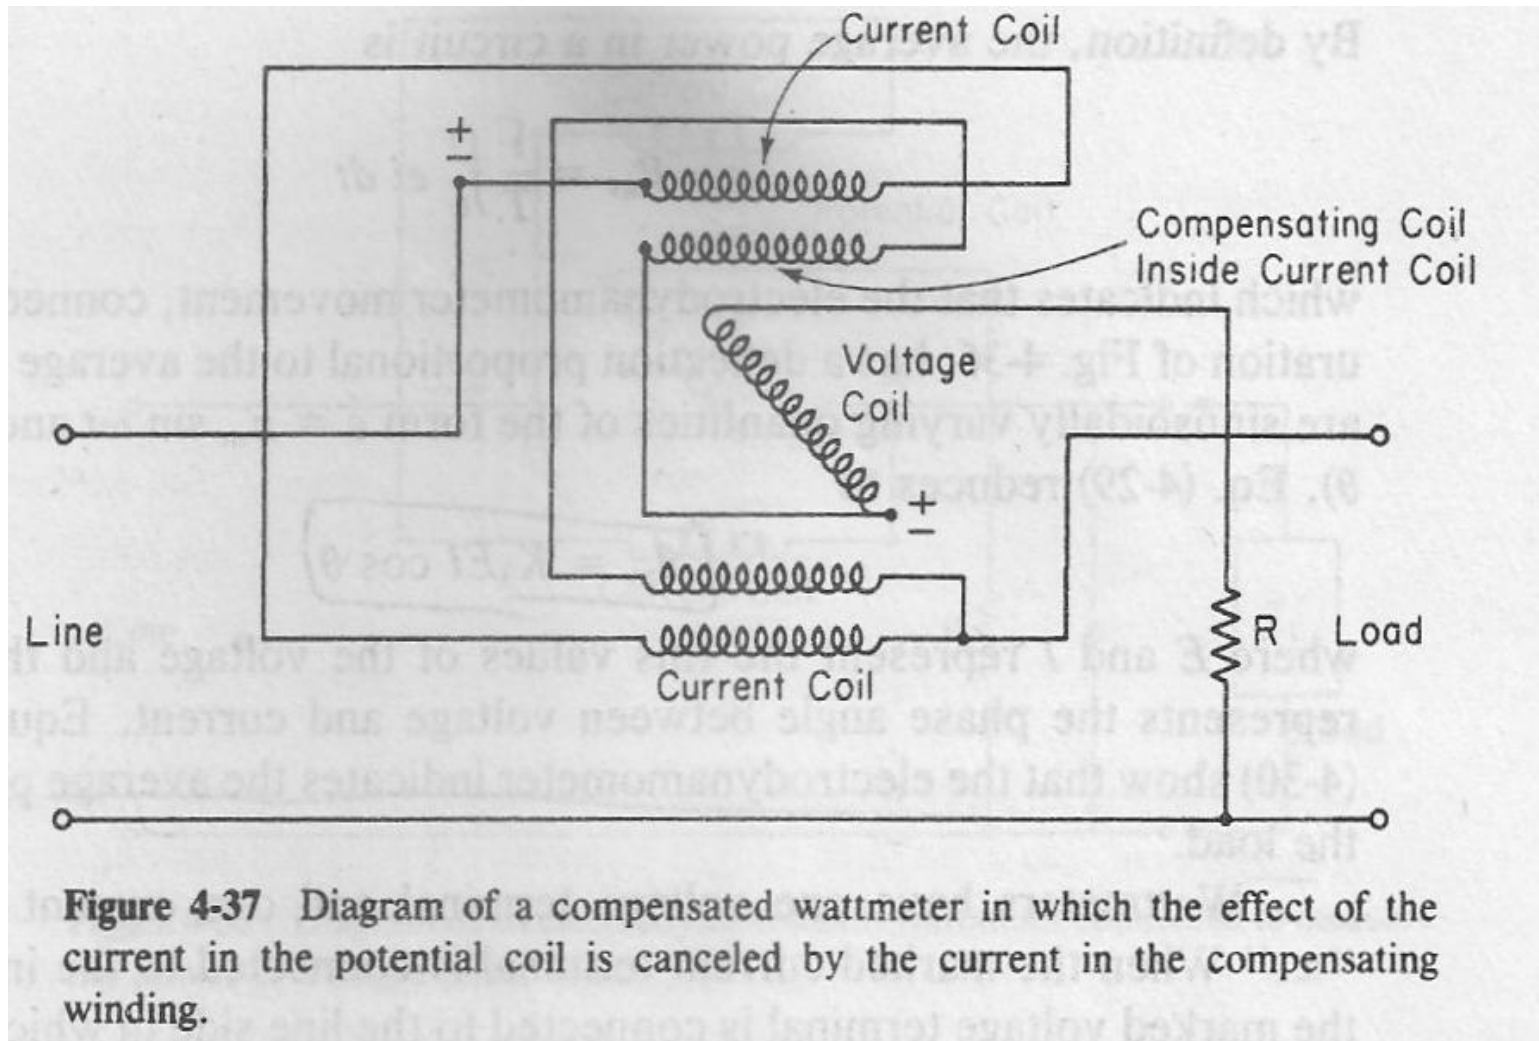 Current Coil
+
−
Compensating Coil
Inside Current Coil
Voltage
Coil
+
−
Line
R
Load
Current Coil
Figure 4-37 Diagram of a compensated wattmeter in which the effect of the
current in the potential coil is canceled by the current in the compensating
winding.